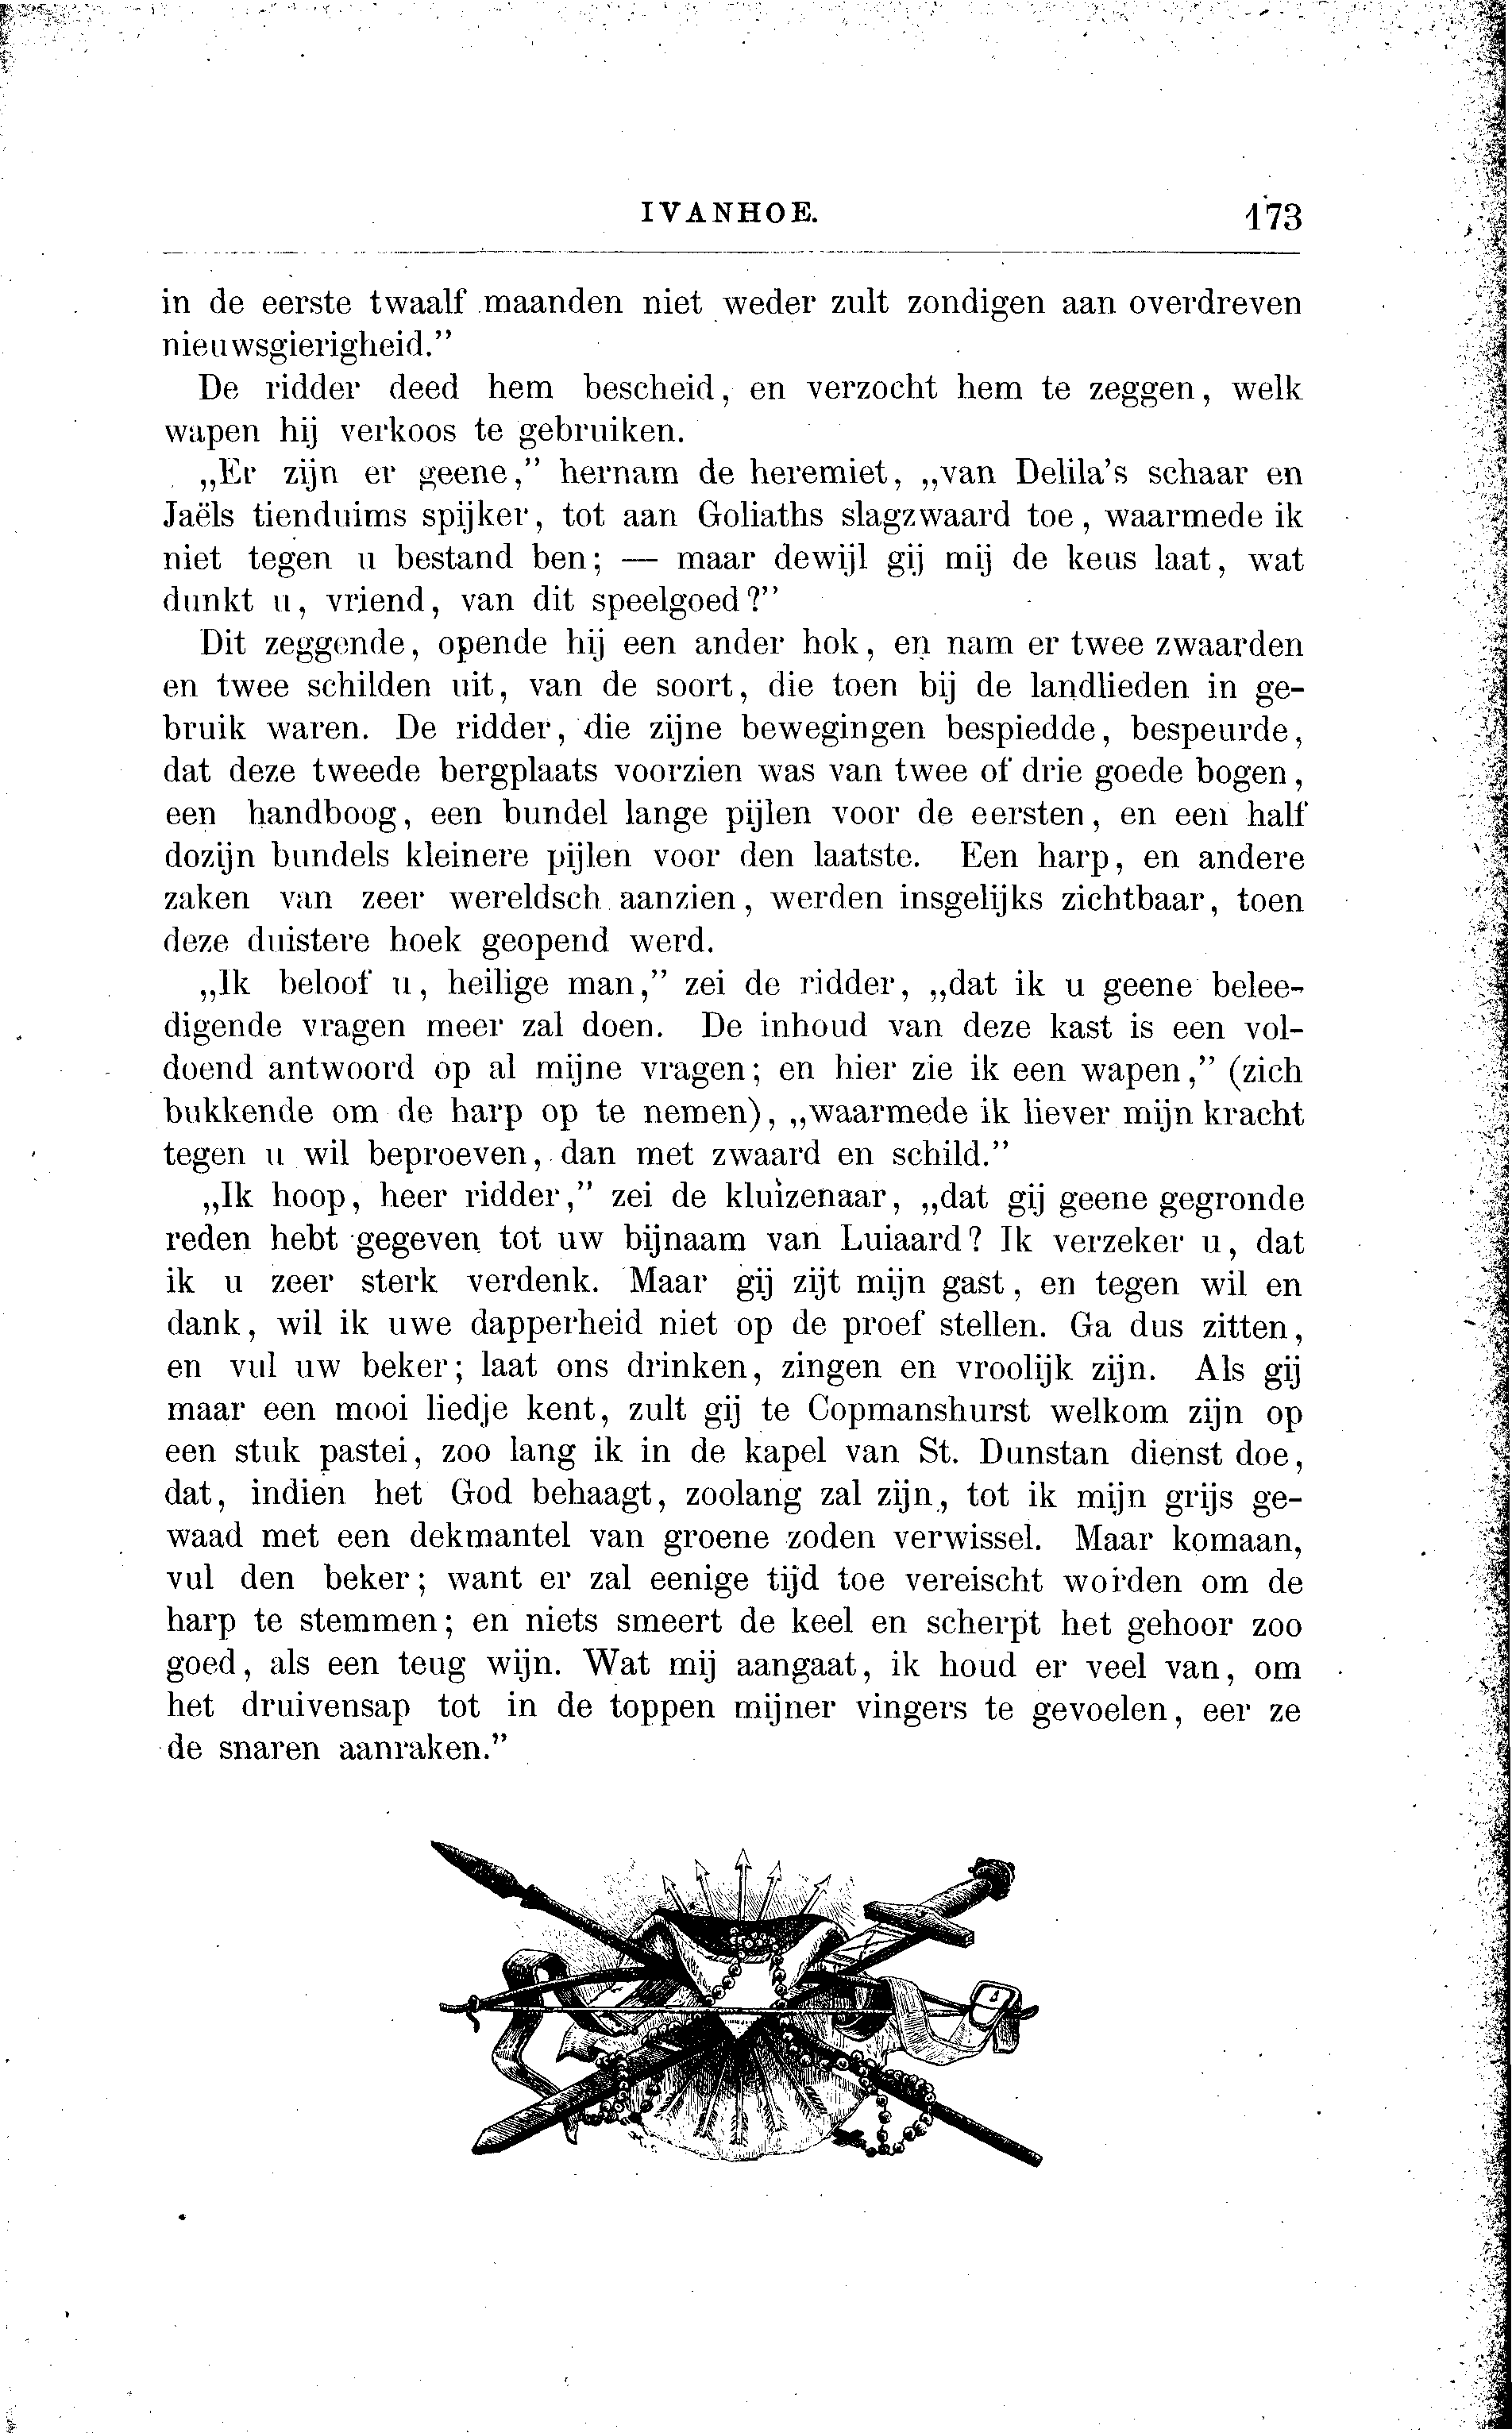 IVANHOE. 173
in de eerste twaalf maanden niet weder zult zondigen aan overdreven
nieuwsgierigheid.”
De ridder deed hem bescheid, en verzocht hem te zeggen, welk
wapen hij verkoos te gebruiken.
„Er zijn er geene,” hernam de heremiet, „van Delila's schaar en
Jaëls tienduims spijker, tot aan Goliaths slagzwaard toe, waarmede ik
niet tegen u bestand ben; — maar dewijl gij mij de keus laat, wat
dunkt u, vriend, van dit speelgoed?”
Dit zeggende, opende hij een ander hok, en nam er twee zwaarden
en twee schilden uit, van de soort, die toen bij de landlieden in ge-
bruik waren. De ridder, die zijne bewegingen bespiedde, bespeurde,
dat deze tweede bergplaats voorzien was van twee of drie goede bogen,
een handboog, een bundel lange pijlen voor de eersten, en een half
dozijn bundels kleinere pijlen voor den laatste. Een harp, en andere
zaken van zeer wereldsch aanzien, werden insgelijks zichtbaar, toen
deze duistere hoek geopend werd.
„Ik beloof u, heilige man,” zei de ridder, „dat ik u geene belee-
digende vragen meer zal doen. De inhoud van deze kast is een vol-
doend antwoord op al mijne vragen; en hier zie ik een wapen,” (zich
bukkende om de harp op te nemen), „waarmede ik liever mijn kracht
tegen u wil beproeven, dan met zwaard en schild.”
„Ik hoop, heer ridder,” zei de kluizenaar, „dat gij geene gegronde
reden hebt gegeven tot uw bijnaam van Luiaard? Ik verzeker u, dat
ik u zeer sterk verdenk. Maar gij zijt mijn gast, en tegen wil en
dank, wil ik uwe dapperheid niet op de proef stellen. Ga dus zitten,
en vul uw beker; laat ons drinken, zingen en vroolijk zijn. Als gij
maar een mooi liedje kent, zult gij te Copmanshurst welkom zijn op
een stuk pastei, zoo lang ik in de kapel van St. Dunstan dienst doe,
dat, indien het God behaagt, zoolang zal zijn, tot ik mijn grijs ge-
waad met een dekmantel van groene zoden verwissel. Maar komaan,
vul den beker; want er zal eenige tijd toe vereischt worden om de
harp te stemmen; en niets smeert de keel en scherpt het gehoor zoo
goed, als een teug wijn. Wat mij aangaat, ik houd er veel van, om
het druivensap tot in de toppen mijner vingers te gevoelen, eer ze
de snaren aanraken.”